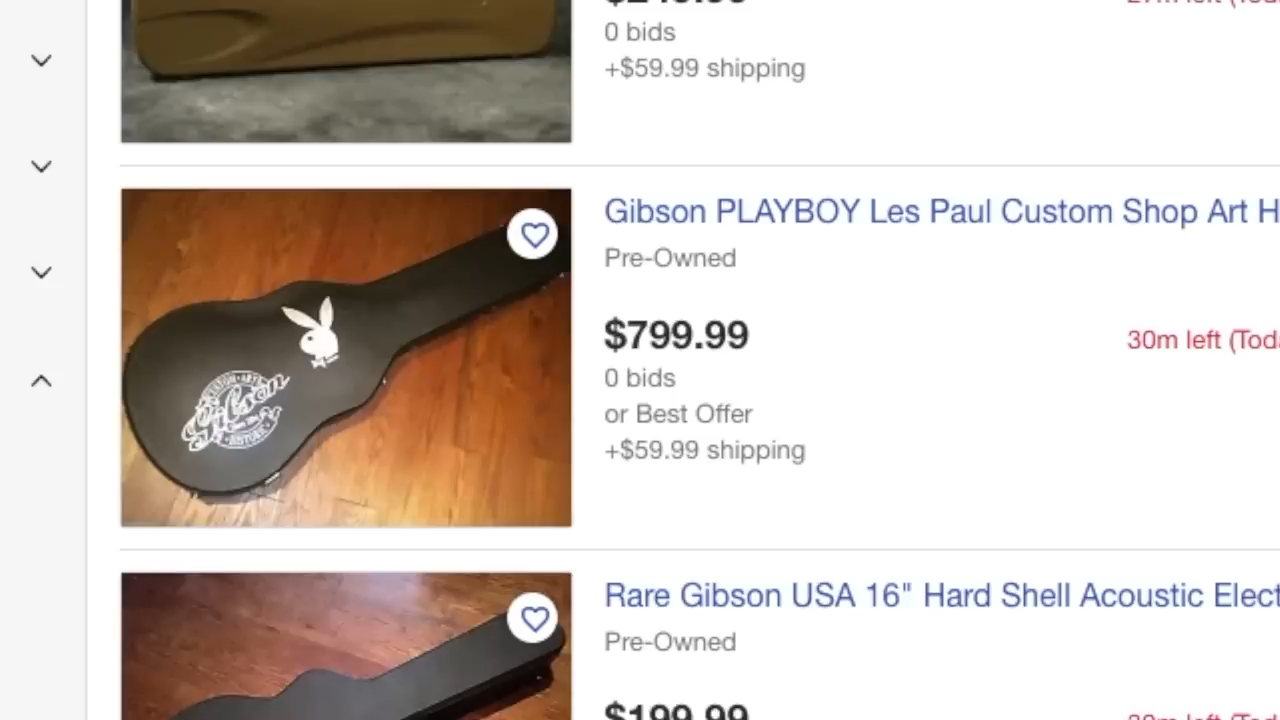 0 bids
+$59.99 shipping
Gibson PLAYBOY Les Paul Custom Shop Art H
Pre-Owned
$799.99
30m left (Toda
0 bids
or Best Offer
+$59.99 shipping
Gibson
Rare Gibson USA 16" Hard Shell Acoustic Elect
Pre-Owned
$199.99